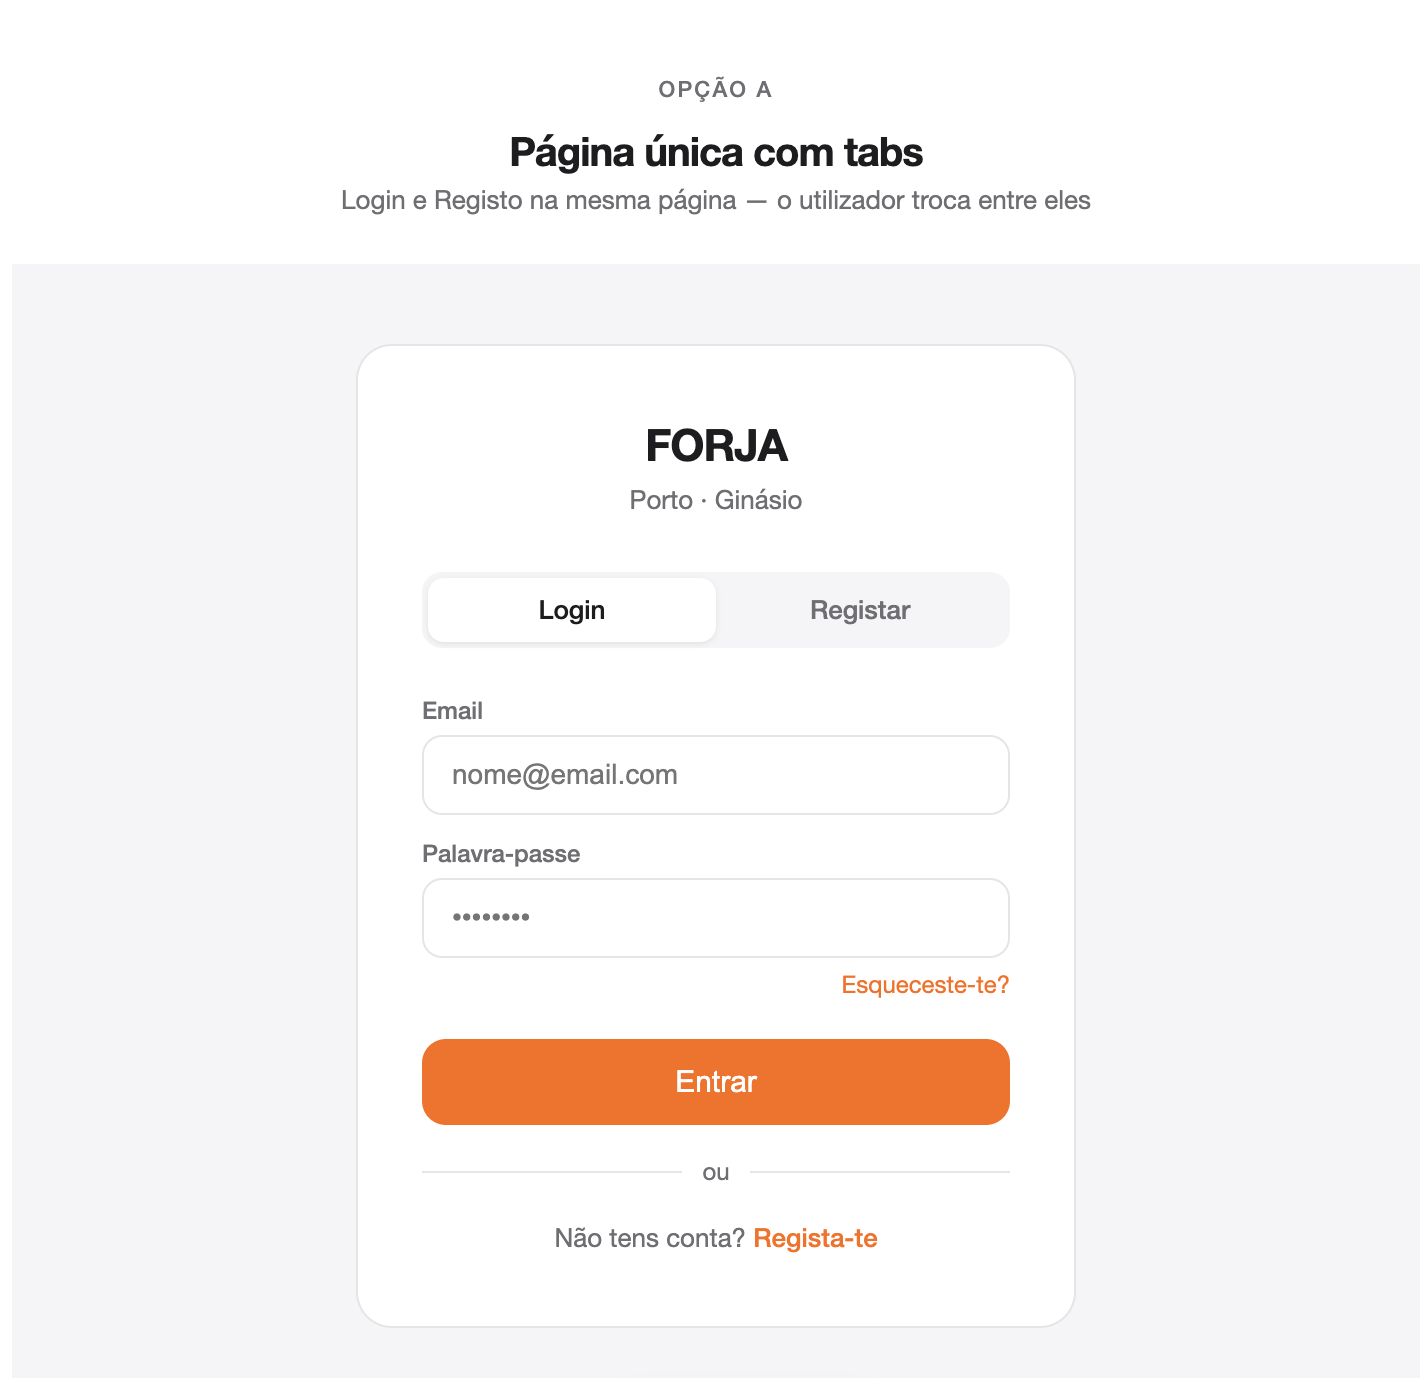 OPÇÃO A
Página única com tabs
Login e Registo na mesma página — o utilizador troca entre eles
FORJA
Porto · Ginásio
Login Registar
Email
nome@email.com
Palavra-passe
••••••••
Esqueceste-te?
Entrar
ou
Não tens conta? Regista-te